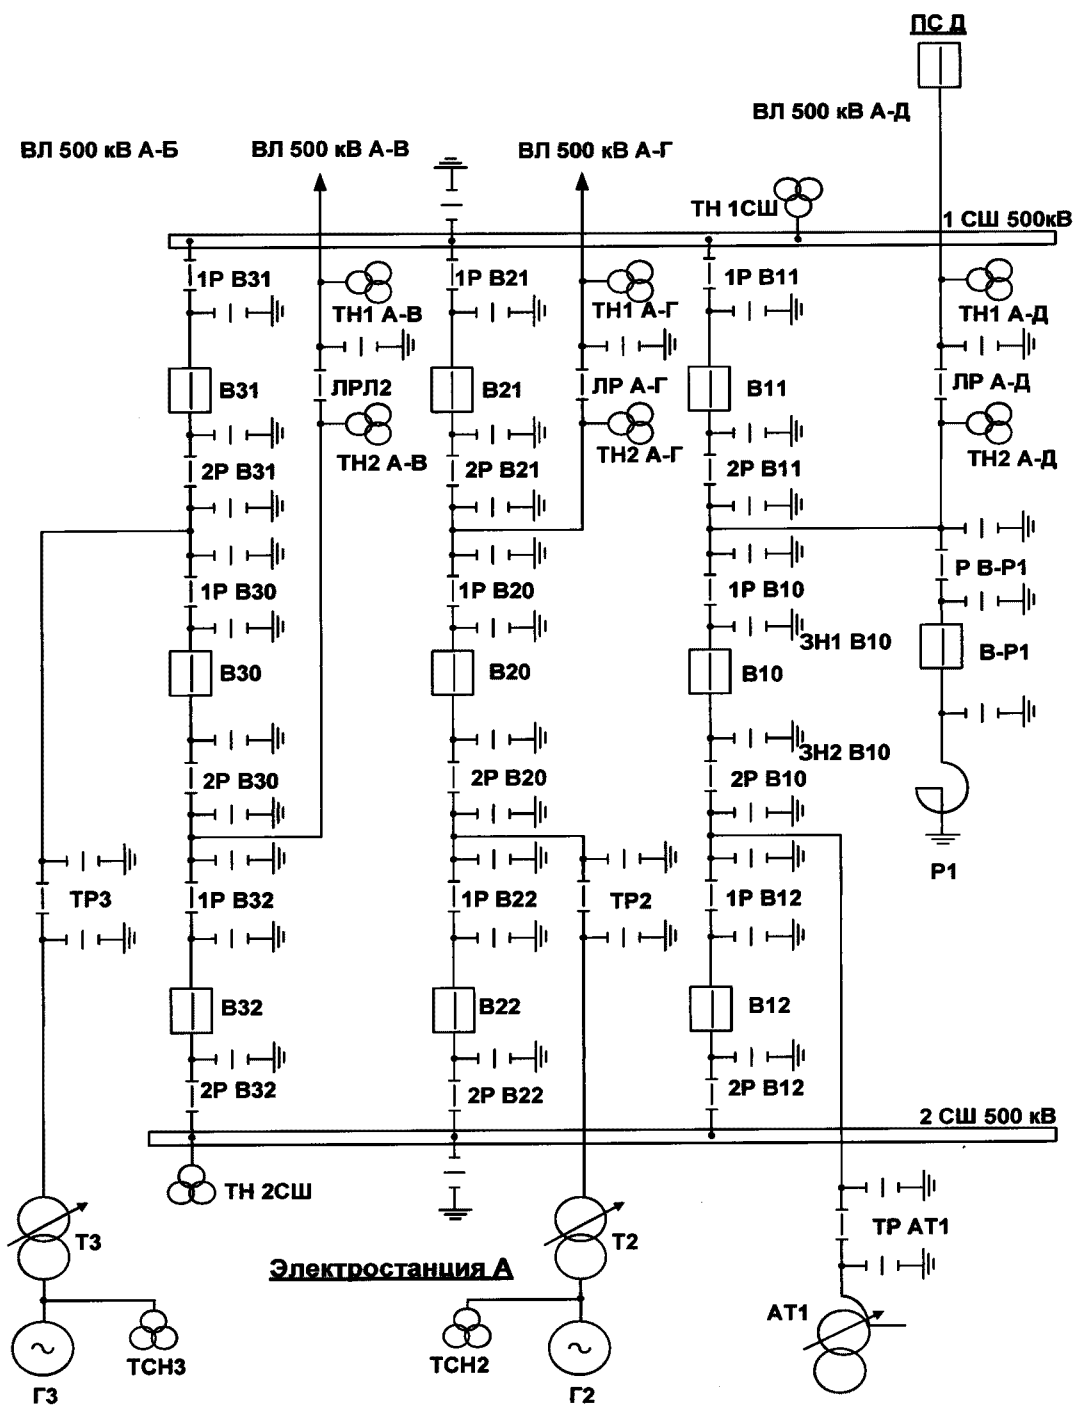 ПС Д
ВЛ 500 кВ А-Д
ВЛ 500 кВ А-Б
ВЛ 500 кВ А-В
ВЛ 500 кВ А-Г
ТН 1СШ
1 СШ 500кВ
1Р В31
1Р В21
1Р В11
ТН1 А-В
ТН1 А-Г
ТН1 А-Д
В31
ЛРЛ2
В21
ЛР А-Г
В11
ЛР А-Д
2Р В31
ТН2 А-В
2Р В21
ТН2 А-Г
2Р В11
ТН2 А-Д
1Р В30
1Р В20
1Р В10
Р В-Р1
ЗН1 В10
В30
В20
В10
В-Р1
ЗН2 В10
2Р В30
2Р В20
2Р В10
Р1
ТР3
1Р В32
1Р В22
ТР2
1Р В12
В32
В22
В12
2Р В32
2Р В22
2Р В12
2 СШ 500 кВ
ТН 2СШ
Т3
Т2
ТР АТ1
Электростанция А
АТ1
ТСН3
ТСН2
Г3
Г2
~
~